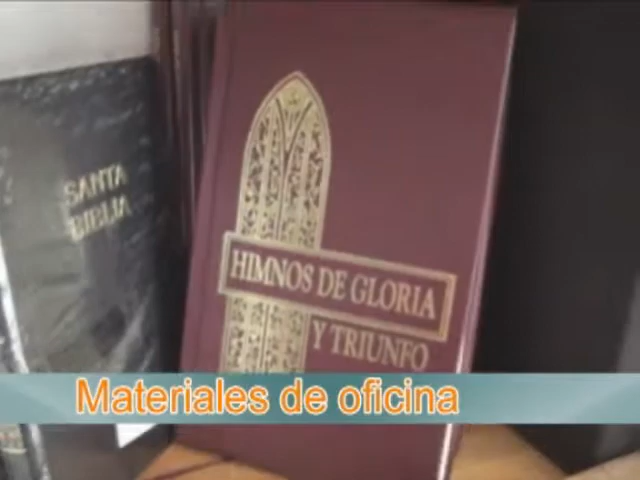 SANTA
BIBLIA
HIMNOS DE GLORIA
Y TRIUNFO
Materiales de oficina